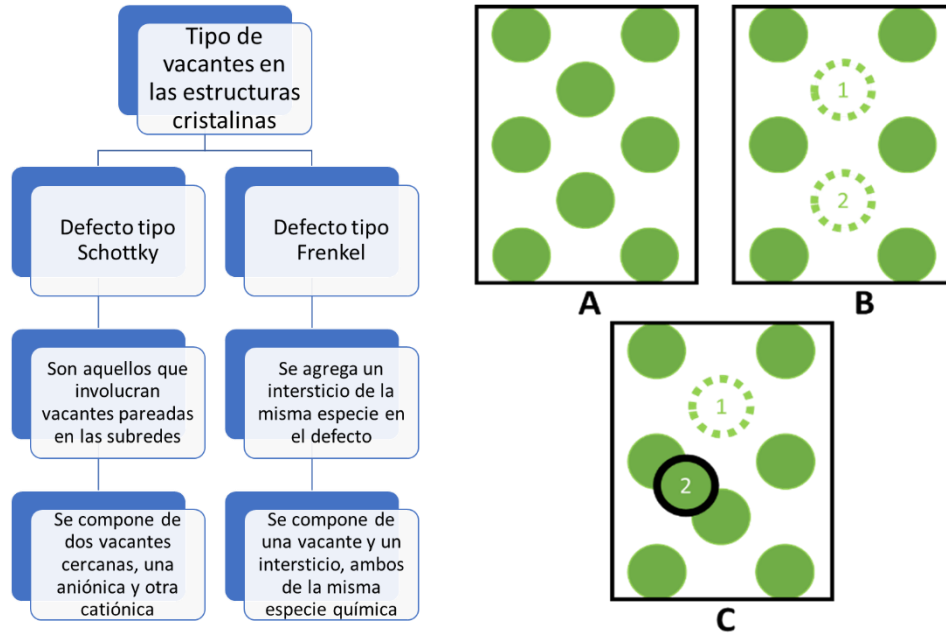 Tipo de
vacantes en
las estructuras
cristalinas
Defecto tipo
Schottky
Defecto tipo
Frenkel
Son aquellos que
involucran
vacantes pareadas
en las subredes
Se agrega un
intersticio de la
misma especie en
el defecto
Se compone de
dos vacantes
cercanas, una
aniónica y otra
catiónica
Se compone de
una vacante y un
intersticio, ambos
de la misma
especie química
A
1
2
B
1
2
C